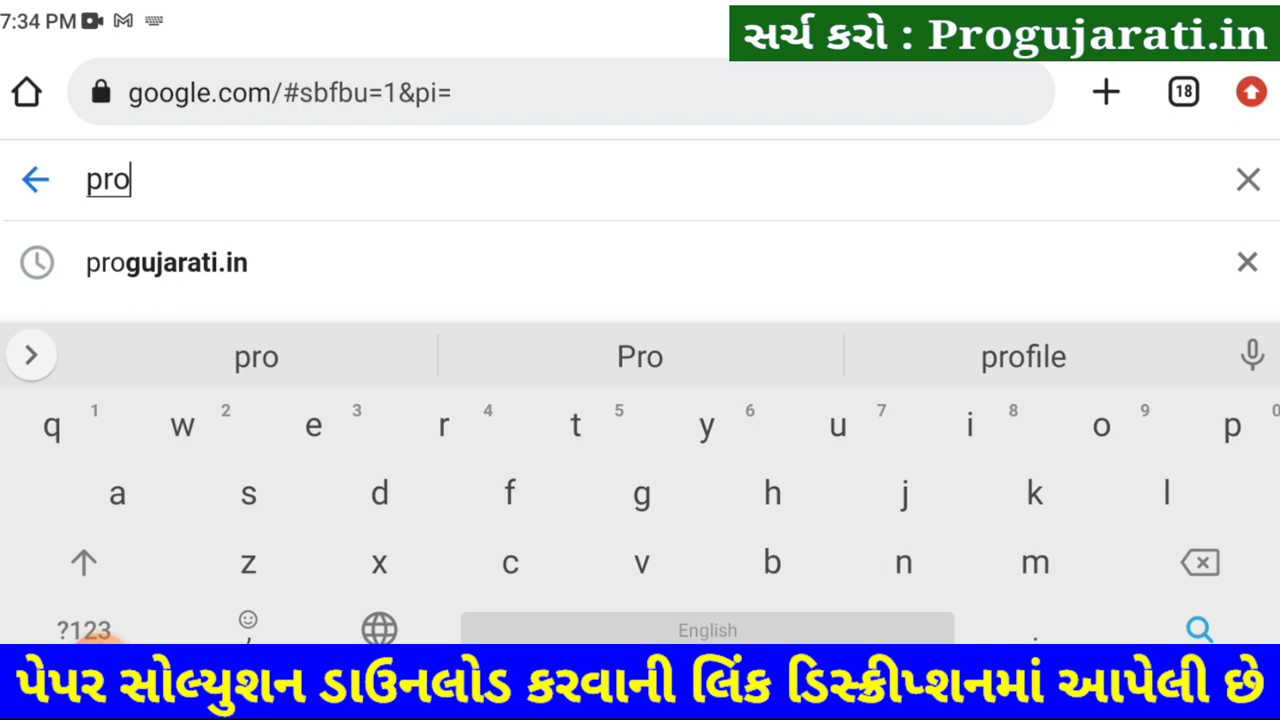 7:34 PM
સર્ચ કરો : Progujarati.in
google.com/#sbfbu=1&pi=
18
pro
progujarati.in
pro Pro profile
q 1 w 2 e 3 r 4 t 5 y 6 u 7 i 8 o 9 p 0
a s d f g h j k l
z x c v b n m
?123 , English .
પેપર સોલ્યુશન ડાઉનલોડ કરવાની લિંક ડિસ્ક્રીપ્શનમાં આપેલી છે